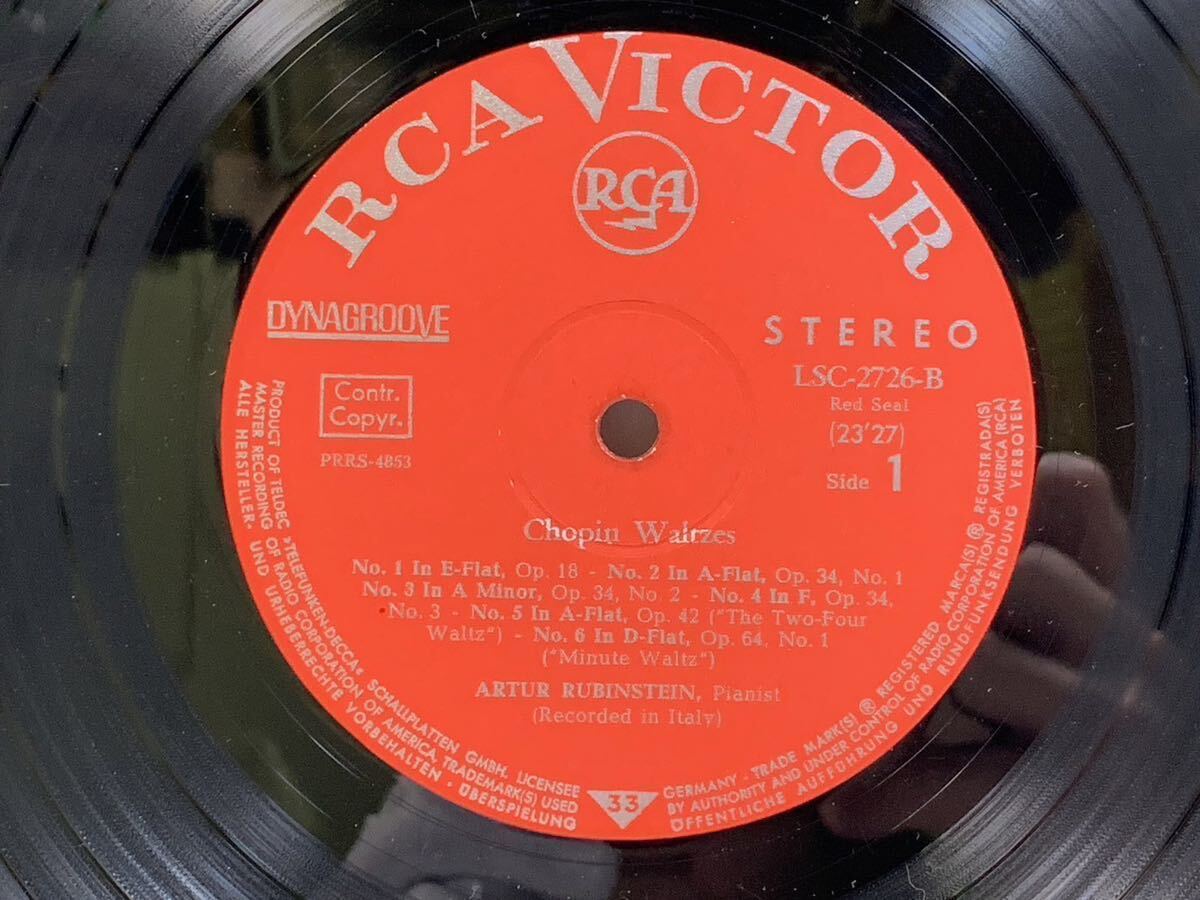 RCA VICTOR
RCA
DYNAGROOVE
STEREO
Contr.
Copyr.
PRRS-4853
LSC-2726-B
Red Seal
(23'27)
Side 1
Chopin Waltzes
No. 1 In E-Flat, Op. 18 - No. 2 In A-Flat, Op. 34, No. 1
No. 3 In A Minor, Op. 34, No. 2 - No. 4 In F, Op. 34,
No. 3 - No. 5 In A-Flat, Op. 42 ("The Two-Four
Waltz") - No. 6 In D-Flat, Op. 64, No. 1
("Minute Waltz")
ARTUR RUBINSTEIN, Pianist
(Recorded in Italy)
PRODUCT OF TELDEC »TELEFUNKEN-DECCA« SCHALLPLATTEN GMBH. LICENSEE
MASTER RECORDING OF RADIO CORPORATION OF AMERICA, TRADEMARK(S) USED
ALLE HERSTELLER- UND URHEBERRECHTE VORBEHALTEN · ÜBERSPIELUNG
33
GERMANY - TRADE MARK(S) ® REGISTERED MARCA(S) ® REGISTRADA(S)
BY AUTHORITY AND UNDER CONTROL OF RADIO CORPORATION OF AMERICA (RCA)
ÖFFENTLICHE AUFFÜHRUNG UND RUNDFUNKSENDUNG VERBOTEN